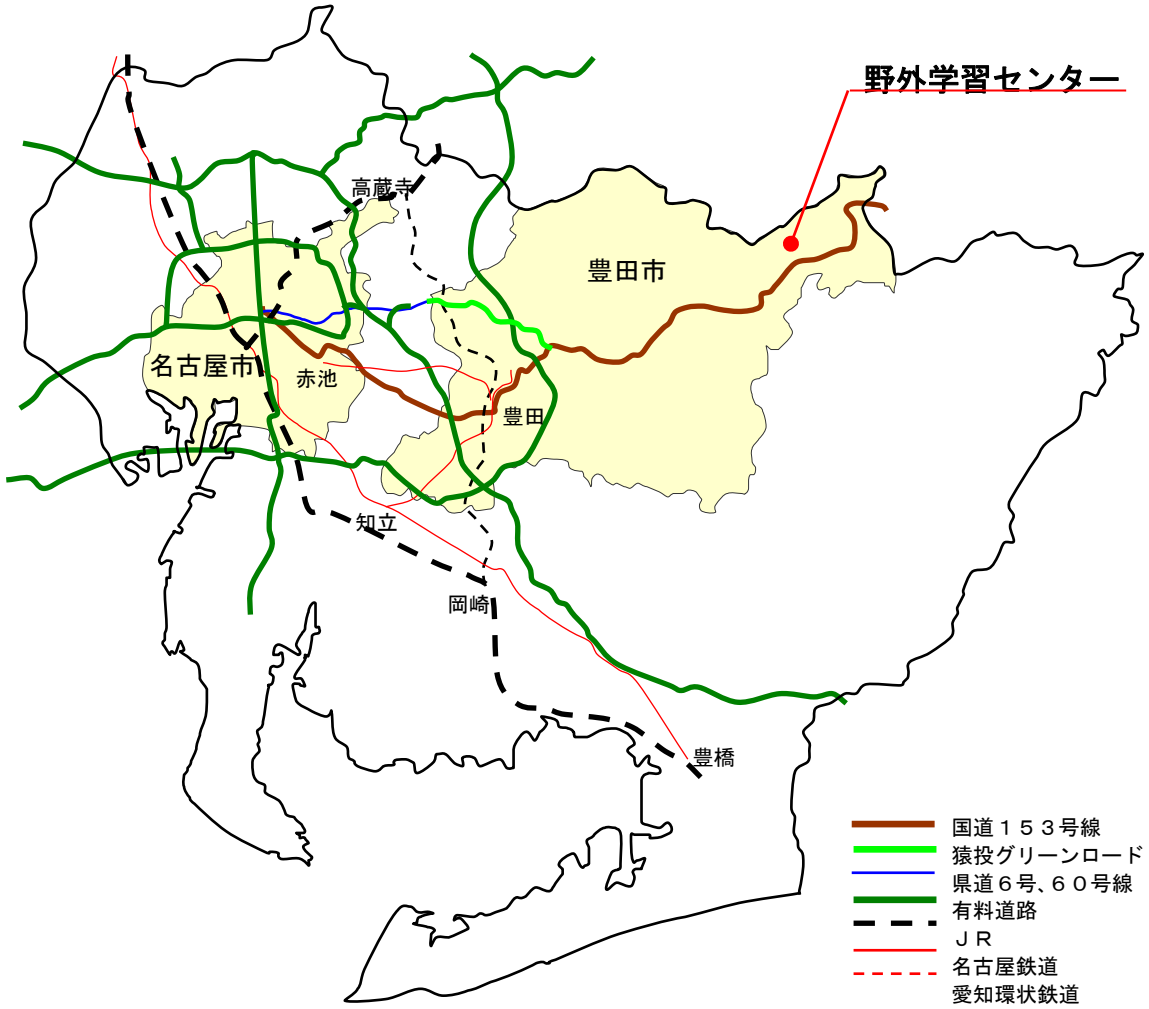 野外学習センター
高蔵寺
豊田市
名古屋市
赤池
豊田
知立
岡崎
豊橋
国道１５３号線
猿投グリーンロード
県道６号、６０号線
有料道路
ＪＲ
名古屋鉄道
愛知環状鉄道